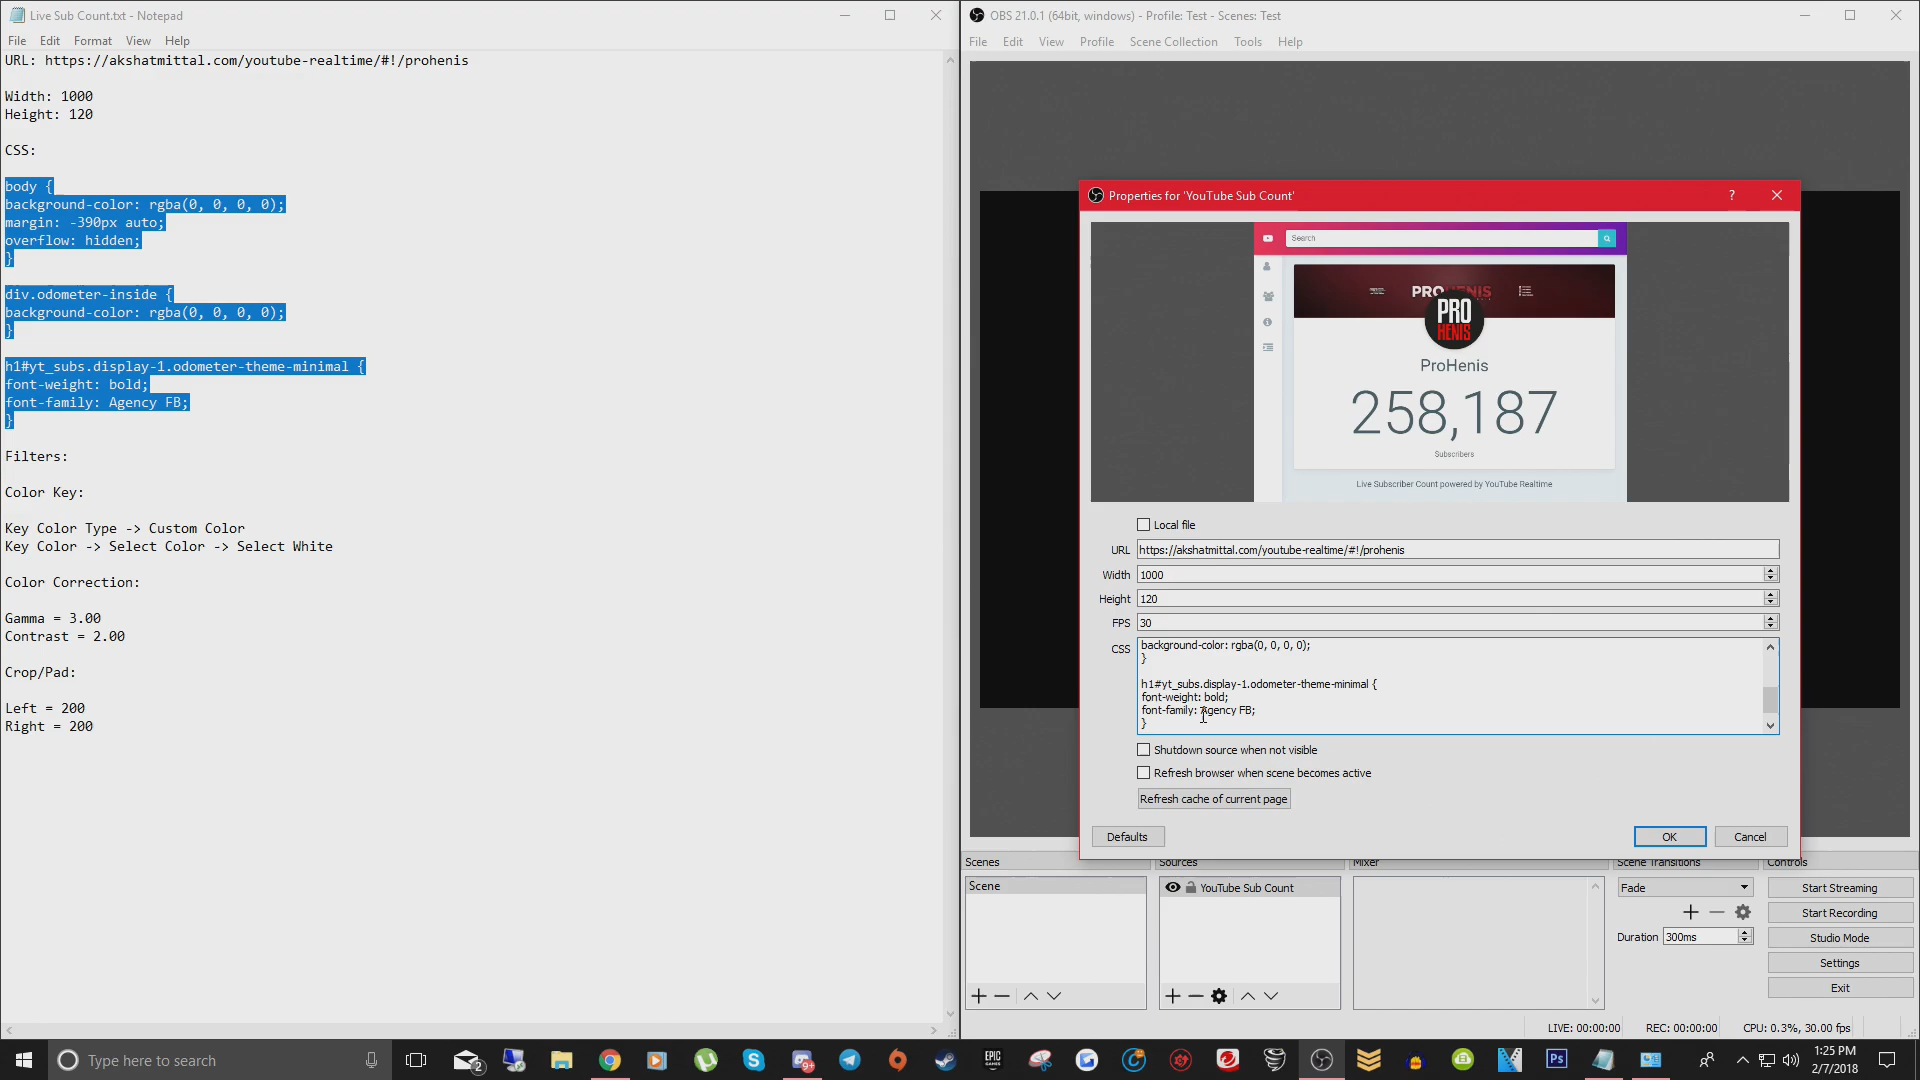 Live Sub Count.txt - Notepad
File Edit Format View Help
URL: https://akshatmittal.com/youtube-realtime/#!/prohenis
Width: 1000
Height: 120
CSS:
body {
background-color: rgba(0, 0, 0, 0);
margin: -390px auto;
overflow: hidden;
}
div.odometer-inside {
background-color: rgba(0, 0, 0, 0);
}
h1#yt_subs.display-1.odometer-theme-minimal {
font-weight: bold;
font-family: Agency FB;
}
Filters:
Color Key:
Key Color Type -> Custom Color
Key Color -> Select Color -> Select White
Color Correction:
Gamma = 3.00
Contrast = 2.00
Crop/Pad:
Left = 200
Right = 200
OBS 21.0.1 (64bit, windows) - Profile: Test - Scenes: Test
File Edit View Profile Scene Collection Tools Help
Properties for 'YouTube Sub Count'
?
Search
PROHENIS
PRO
HENIS
ProHenis
258,187
Subscribers
Live Subscriber Count powered by YouTube Realtime
Local file
URL https://akshatmittal.com/youtube-realtime/#!/prohenis
Width 1000
Height 120
FPS 30
CSS
background-color: rgba(0, 0, 0, 0);
}
h1#yt_subs.display-1.odometer-theme-minimal {
font-weight: bold;
font-family: Agency FB;
}
Shutdown source when not visible
Refresh browser when scene becomes active
Refresh cache of current page
Defaults OK Cancel
Scenes Sources Mixer Scene Transitions Controls
Scene
YouTube Sub Count
Fade
Duration 300ms
Start Streaming
Start Recording
Studio Mode
Settings
Exit
LIVE: 00:00:00 REC: 00:00:00 CPU: 0.3%, 30.00 fps
Type here to search
2
9+
EPIC
GAMES
Ps
1:25 PM
2/7/2018